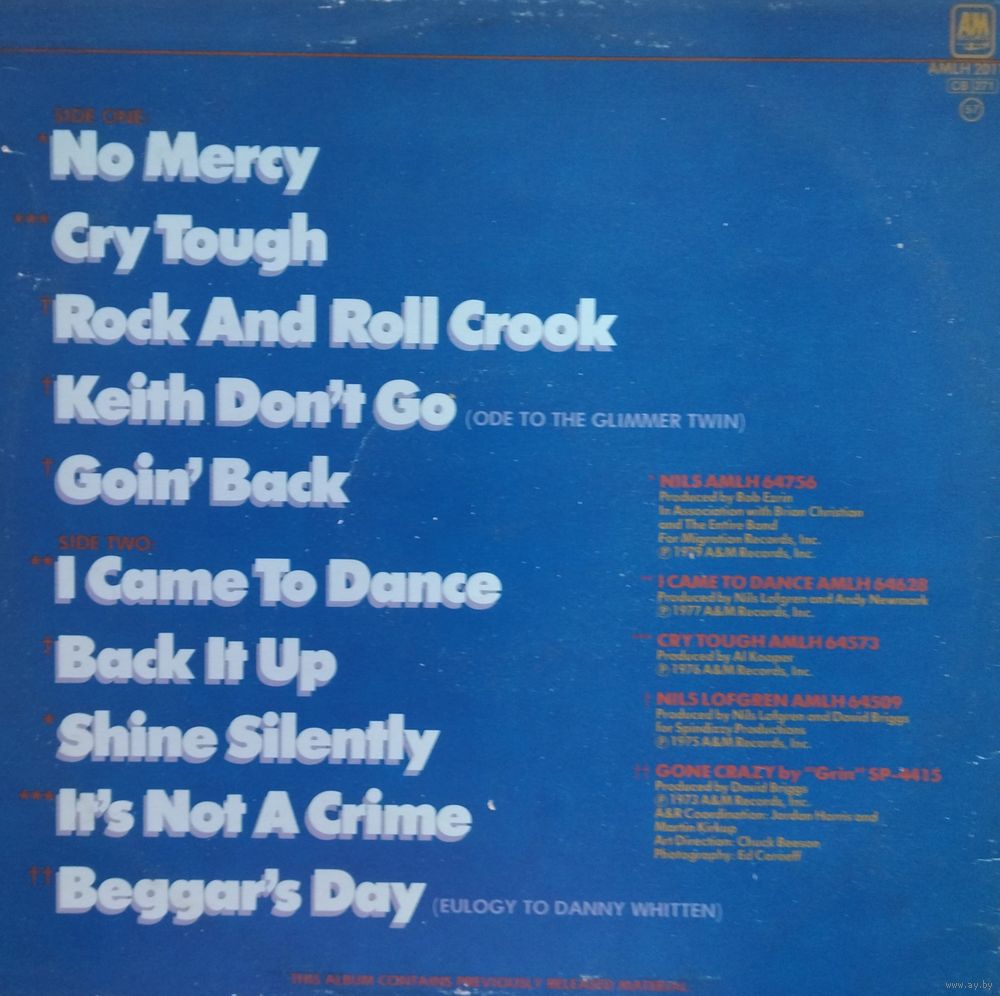 A&M
AMLH 201
CB 271
57
SIDE ONE:
* No Mercy
*** Cry Tough
† Rock And Roll Crook
† Keith Don't Go (ODE TO THE GLIMMER TWIN)
† Goin' Back
SIDE TWO:
** I Came To Dance
† Back It Up
* Shine Silently
*** It's Not A Crime
†† Beggar's Day (EULOGY TO DANNY WHITTEN)
* NILS AMLH 64756
Produced by Bob Ezrin
In Association with Brian Christian
and The Entire Band
For Migration Records, Inc.
℗ 1979 A&M Records, Inc.
** I CAME TO DANCE AMLH 64628
Produced by Nils Lofgren and Andy Newmark
℗ 1977 A&M Records, Inc.
*** CRY TOUGH AMLH 64573
Produced by Al Kooper
℗ 1976 A&M Records, Inc.
† NILS LOFGREN AMLH 64509
Produced by Nils Lofgren and David Briggs
for Spindizzy Productions
℗ 1975 A&M Records, Inc.
†† GONE CRAZY by "Grin" SP-4415
Produced by David Briggs
℗ 1973 A&M Records, Inc.
A&R Coordination: Jordan Harris and
Martin Kirkup
Art Direction: Chuck Beeson
Photography: Ed Caraeff
THIS ALBUM CONTAINS PREVIOUSLY RELEASED MATERIAL
www.ay.by